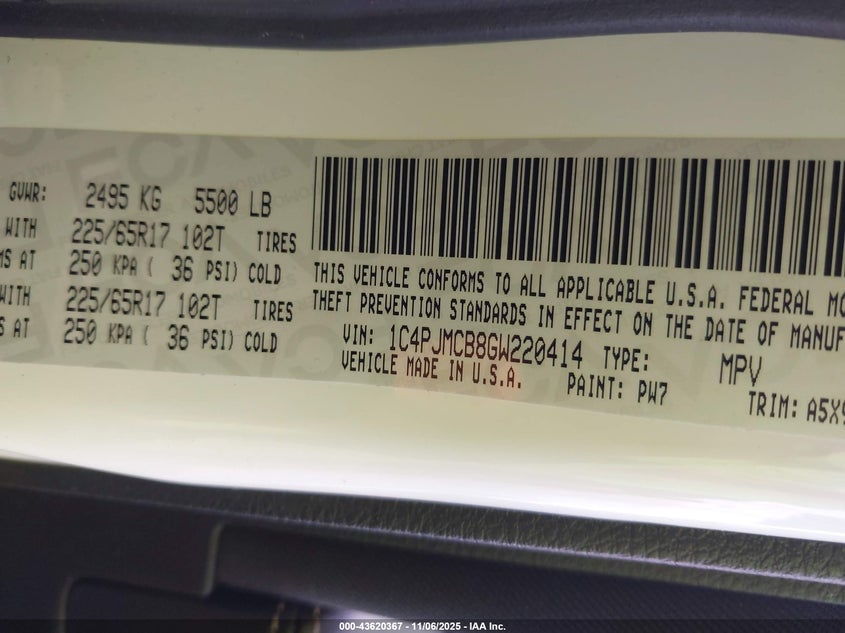 GVWR: 2495 KG 5500 LB
WITH 225/65R17 102T TIRES
AT 250 KPA ( 36 PSI) COLD
WITH 225/65R17 102T TIRES
AT 250 KPA ( 36 PSI) COLD
THIS VEHICLE CONFORMS TO ALL APPLICABLE U.S.A. FEDERAL
THEFT PREVENTION STANDARDS IN EFFECT ON THE DATE OF MANUF
VIN: 1C4PJMCB8GW220414 TYPE: MPV
VEHICLE MADE IN U.S.A. PAINT: PW7 TRIM: A5X9
000-43620367 - 11/06/2025 - IAA Inc.